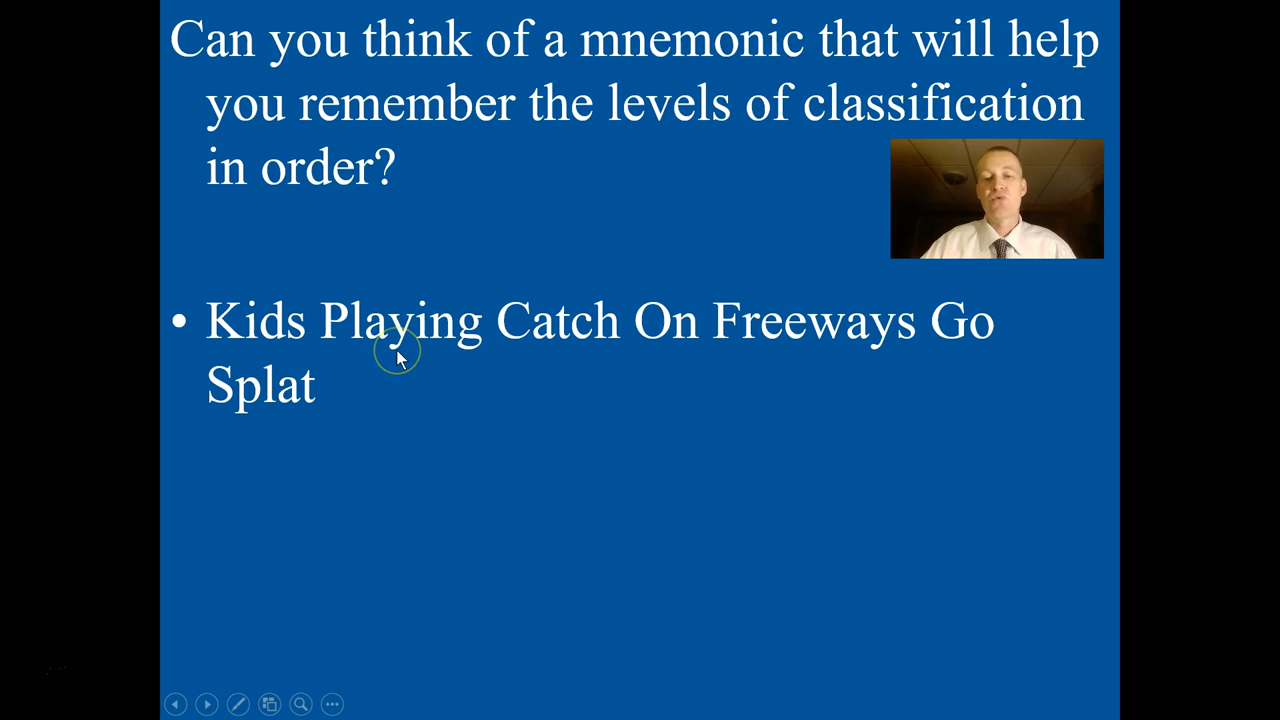 Can you think of a mnemonic that will help
you remember the levels of classification
in order?
• Kids Playing Catch On Freeways Go
Splat